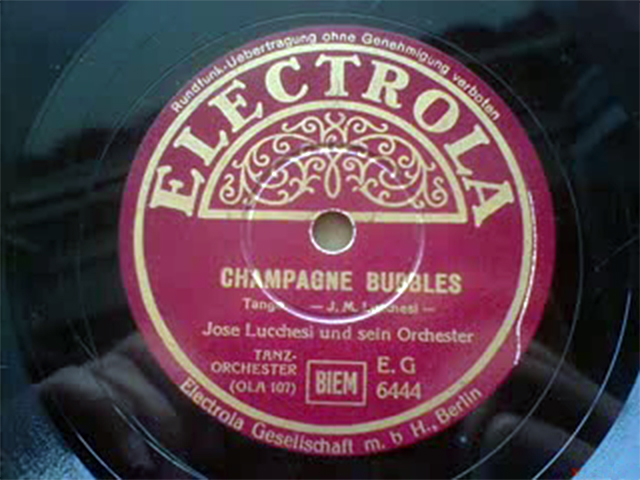 Rundfunk-Uebertragung ohne Genehmigung verboten
ELECTROLA
CHAMPAGNE BUBBLES
Tango — J. M. Lucchesi —
Jose Lucchesi und sein Orchester
TANZ-
ORCHESTER
(OLA 107)
BIEM
E. G
6444
Electrola Gesellschaft m. b H., Berlin